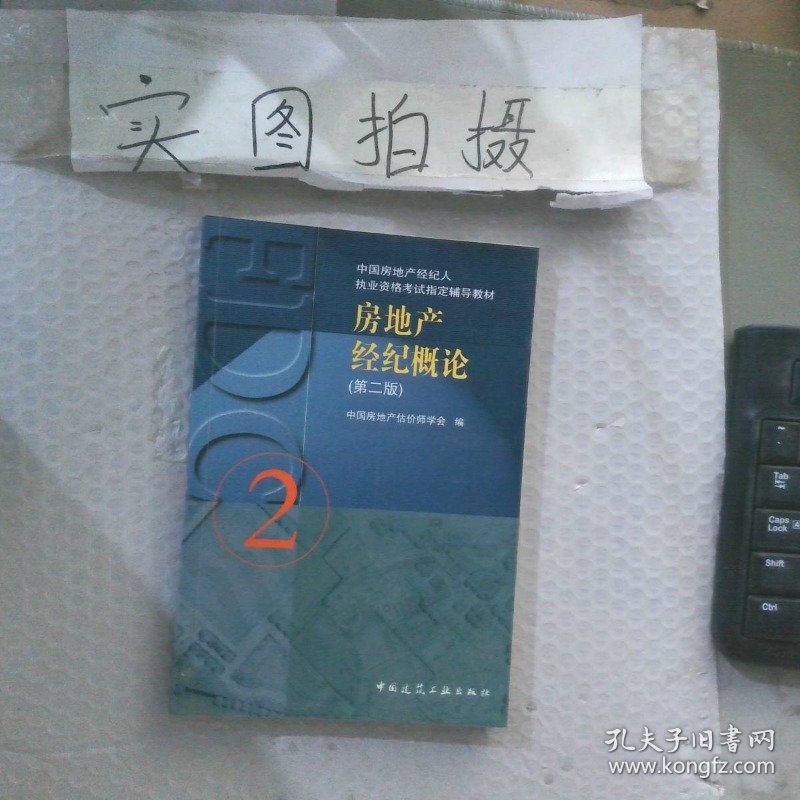 实图拍摄
中国房地产经纪人
执业资格考试指定辅导教材
房地产
经纪概论
(第二版)
中国房地产估价师学会 编
2
中国建筑工业出版社
~
`
Tab
Caps
Lock A
Shift
Ctrl
孔夫子旧书网
www.kongfz.com